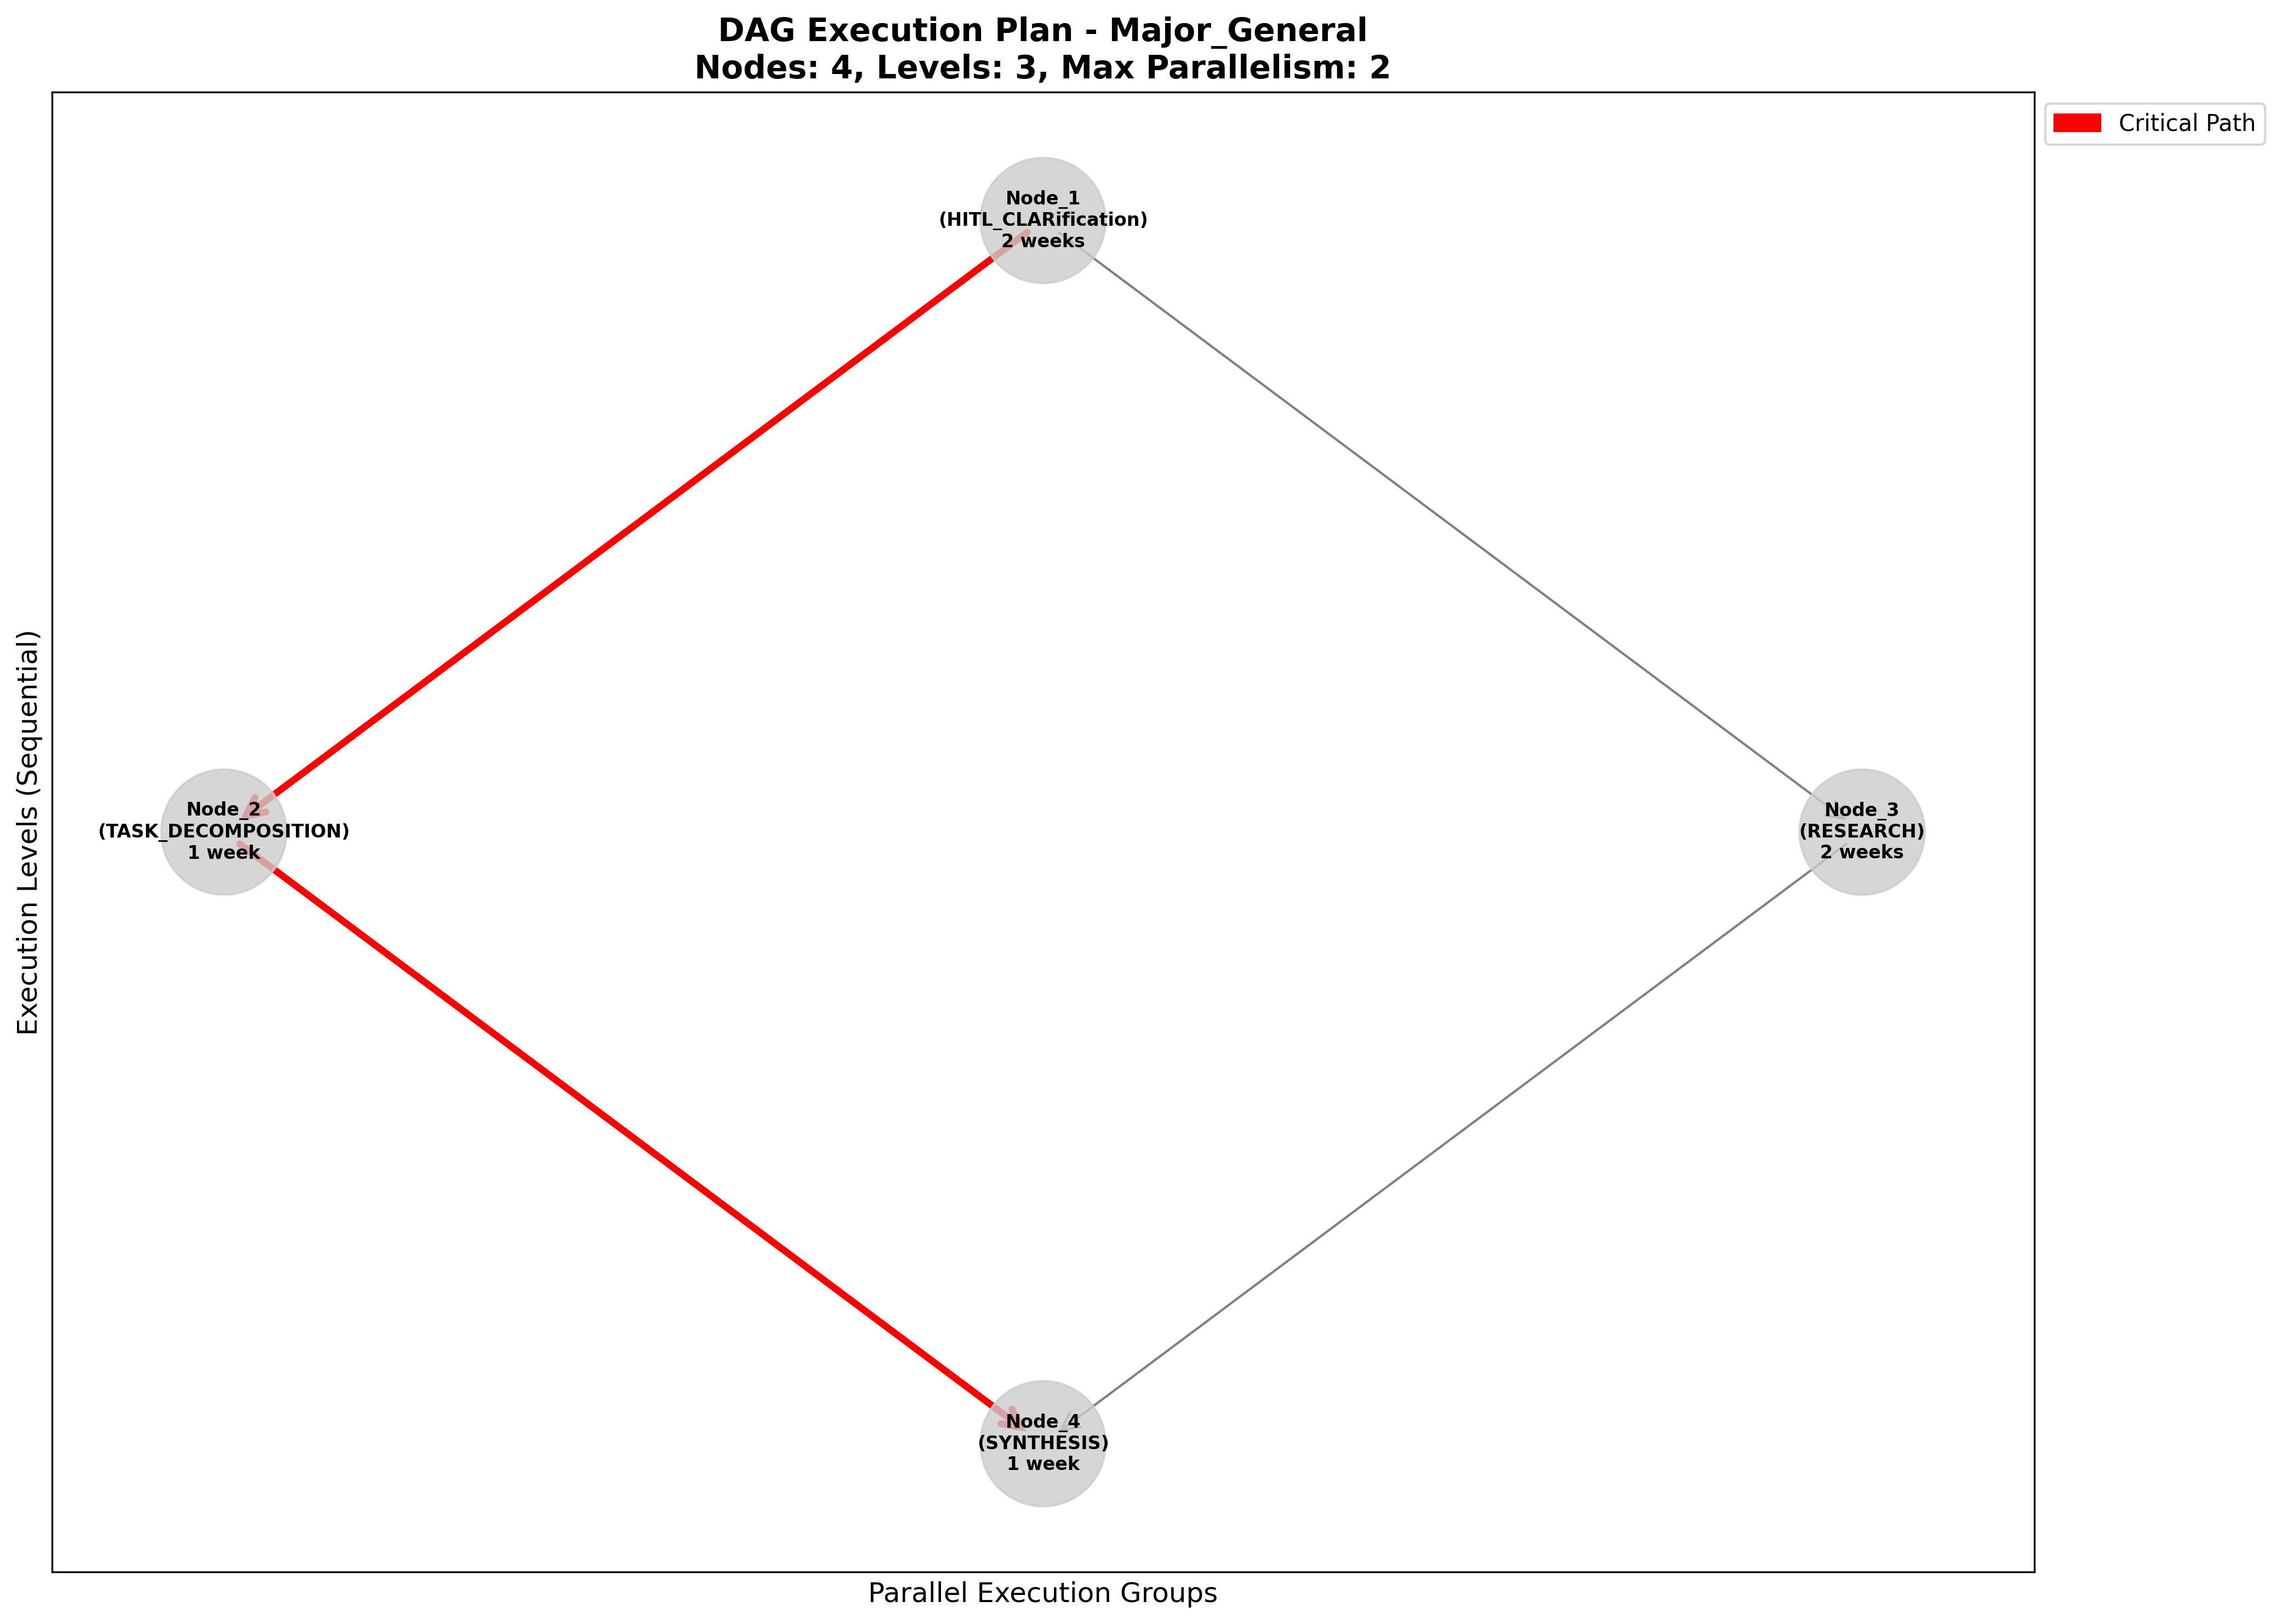 DAG Execution Plan - Major_General
Nodes: 4, Levels: 3, Max Parallelism: 2
Critical Path
Node_1
(HITL_CLARification)
2 weeks
Execution Levels (Sequential)
Node_2
(TASK_DECOMPOSITION)
1 week
Node_3
(RESEARCH)
2 weeks
Node_4
(SYNTHESIS)
1 week
Parallel Execution Groups